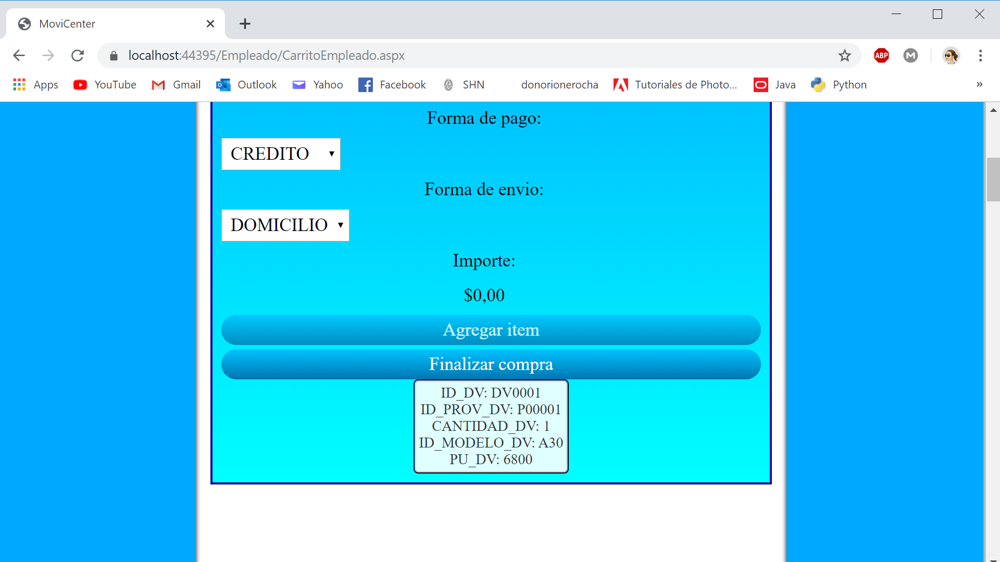 MoviCenter
localhost:44395/Empleado/CarritoEmpleado.aspx
ABP
M
Apps YouTube Gmail Outlook Yahoo Facebook SHN donorionerocha Tutoriales de Photo... Java Python »
Forma de pago:
CREDITO
Forma de envio:
DOMICILIO
Importe:
$0,00
Agregar item
Finalizar compra
ID_DV: DV0001
ID_PROV_DV: P00001
CANTIDAD_DV: 1
ID_MODELO_DV: A30
PU_DV: 6800